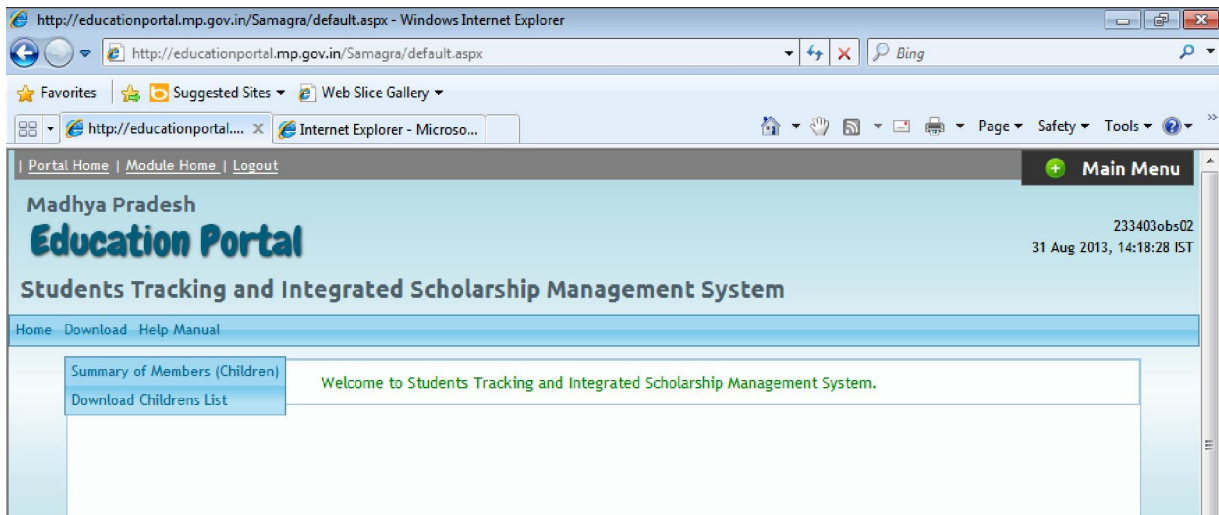 http://educationportal.mp.gov.in/Samagra/default.aspx - Windows Internet Explorer
http://educationportal.mp.gov.in/Samagra/default.aspx
Bing
Favorites Suggested Sites Web Slice Gallery
http://educationportal.... Internet Explorer - Microso... Page Safety Tools
| Portal Home | Module Home | Logout
Main Menu
Madhya Pradesh
Education Portal
233403obs02
31 Aug 2013, 14:18:28 IST
Students Tracking and Integrated Scholarship Management System
Home Download Help Manual
Summary of Members (Children)
Download Childrens List
Welcome to Students Tracking and Integrated Scholarship Management System.